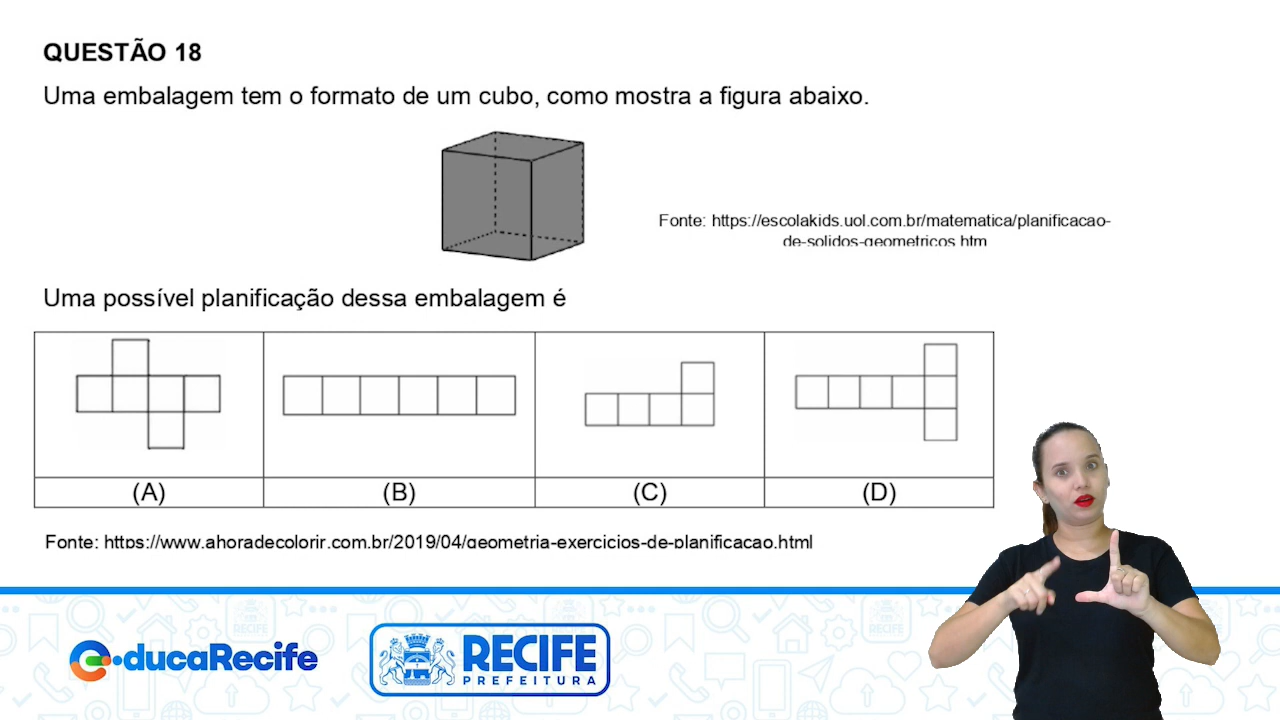 QUESTÃO 18
Uma embalagem tem o formato de um cubo, como mostra a figura abaixo.
Fonte: https://escolakids.uol.com.br/matematica/planificacao-
de-solidos-geometricos.htm
Uma possível planificação dessa embalagem é
(A) (B) (C) (D)
Fonte: https://www.ahoradecolorir.com.br/2019/04/geometria-exercicios-de-planificacao.html
educaRecife
RECIFE
PREFEITURA